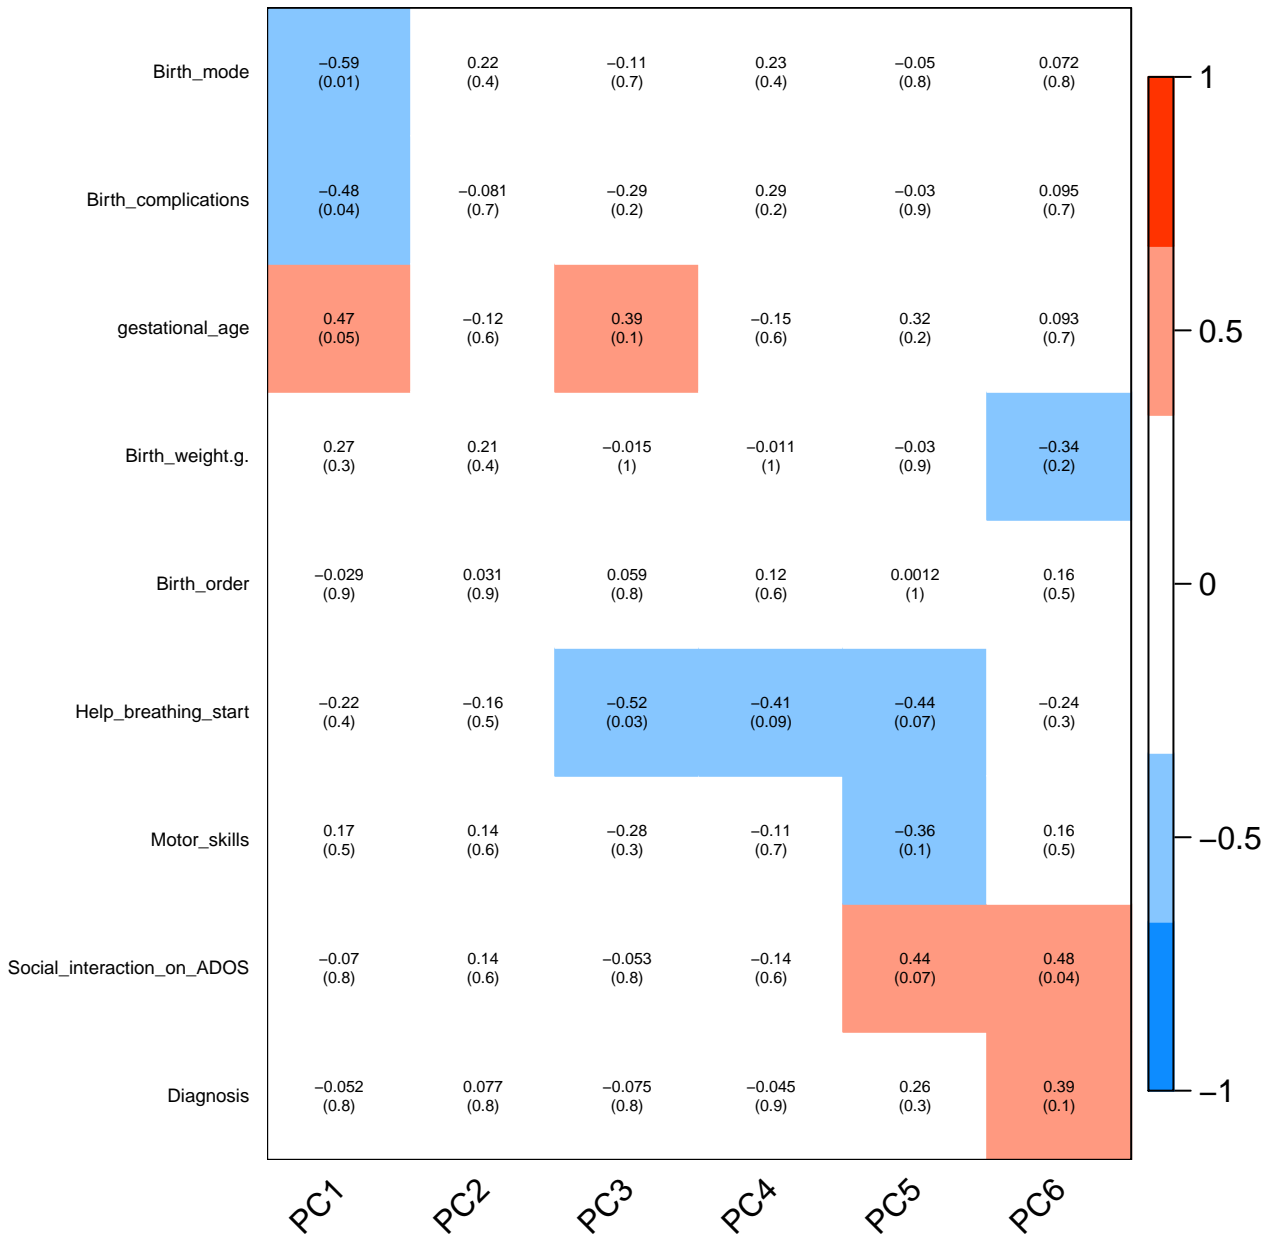 Birth_mode
−0.59 0.22 −0.11 0.23 −0.05 0.072
(0.01) (0.4) (0.7) (0.4) (0.8) (0.8)
Birth_complications
−0.48 −0.081 −0.29 0.29 −0.03 0.095
(0.04) (0.7) (0.2) (0.2) (0.9) (0.7)
gestational_age
0.47 −0.12 0.39 −0.15 0.32 0.093
(0.05) (0.6) (0.1) (0.6) (0.2) (0.7)
Birth_weight.g.
0.27 0.21 −0.015 −0.011 −0.03 −0.34
(0.3) (0.4) (1) (1) (0.9) (0.2)
Birth_order
−0.029 0.031 0.059 0.12 0.0012 0.16
(0.9) (0.9) (0.8) (0.6) (1) (0.5)
Help_breathing_start
−0.22 −0.16 −0.52 −0.41 −0.44 −0.24
(0.4) (0.5) (0.03) (0.09) (0.07) (0.3)
Motor_skills
0.17 0.14 −0.28 −0.11 −0.36 0.16
(0.5) (0.6) (0.3) (0.7) (0.1) (0.5)
Social_interaction_on_ADOS
−0.07 0.14 −0.053 −0.14 0.44 0.48
(0.8) (0.6) (0.8) (0.6) (0.07) (0.04)
Diagnosis
−0.052 0.077 −0.075 −0.045 0.26 0.39
(0.8) (0.8) (0.8) (0.9) (0.3) (0.1)
PC1 PC2 PC3 PC4 PC5 PC6
1
0.5
0
−0.5
−1